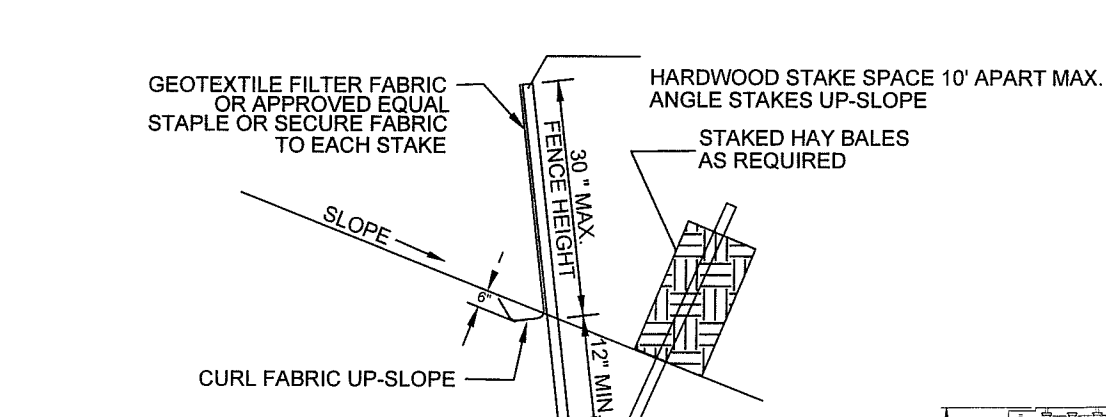 GEOTEXTILE FILTER FABRIC
OR APPROVED EQUAL
STAPLE OR SECURE FABRIC
TO EACH STAKE
HARDWOOD STAKE SPACE 10' APART MAX.
ANGLE STAKES UP-SLOPE
STAKED HAY BALES
AS REQUIRED
30 " MAX.
FENCE HEIGHT
SLOPE
6"
12" MIN.
CURL FABRIC UP-SLOPE